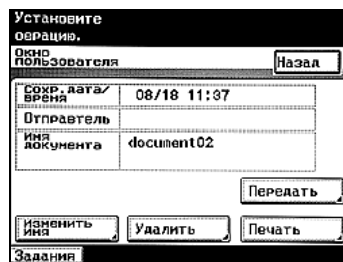 Установите
операцию.
Окно
пользователя
Назад
Сохр.дата/
время
08/18 11:37
Отправтель
Имя
документа
document02
Передать
Изменить
имя
Удалить
Печать
Задания